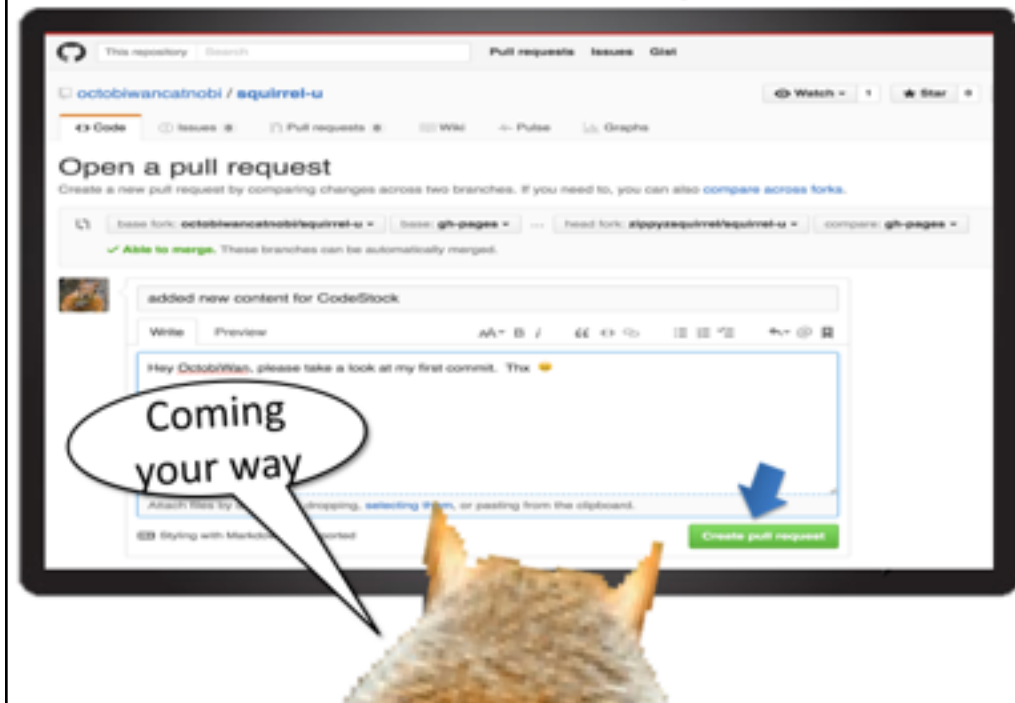 This repository Search Pull requests Issues Gist
octobiwancatnobi / squirrel-u Watch 1 Star 0
Code Issues 0 Pull requests 0 Wiki Pulse Graphs
Open a pull request
Create a new pull request by comparing changes across two branches. If you need to, you can also compare across forks.
base fork: octobiwancatnobi/squirrel-u base: gh-pages ... head fork: zippyzsquirrel/squirrel-u compare: gh-pages
✓ Able to merge. These branches can be automatically merged.
added new content for CodeStock
Write Preview AA B i
Hey OctobiWan, please take a look at my first commit. Thx
Coming
your way
Attach files by dropping, selecting them, or pasting from the clipboard.
Styling with
Create pull request